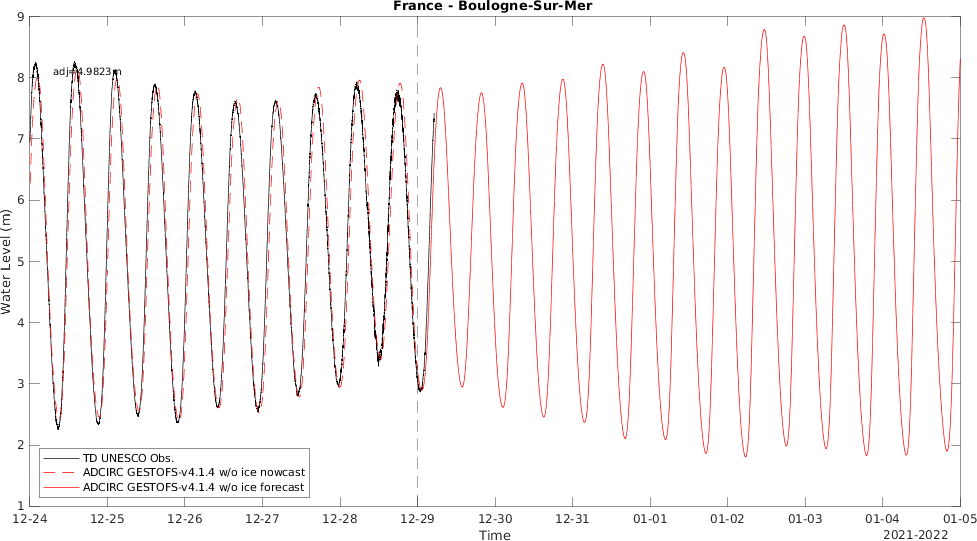 France - Boulogne-Sur-Mer
9
8
7
6
5
4
3
2
1
Water Level (m)
adj=4.9823m
TD UNESCO Obs.
ADCIRC GESTOFS-v4.1.4 w/o ice nowcast
ADCIRC GESTOFS-v4.1.4 w/o ice forecast
12-24 12-25 12-26 12-27 12-28 12-29 12-30 12-31 01-01 01-02 01-03 01-04 01-05
Time
2021-2022